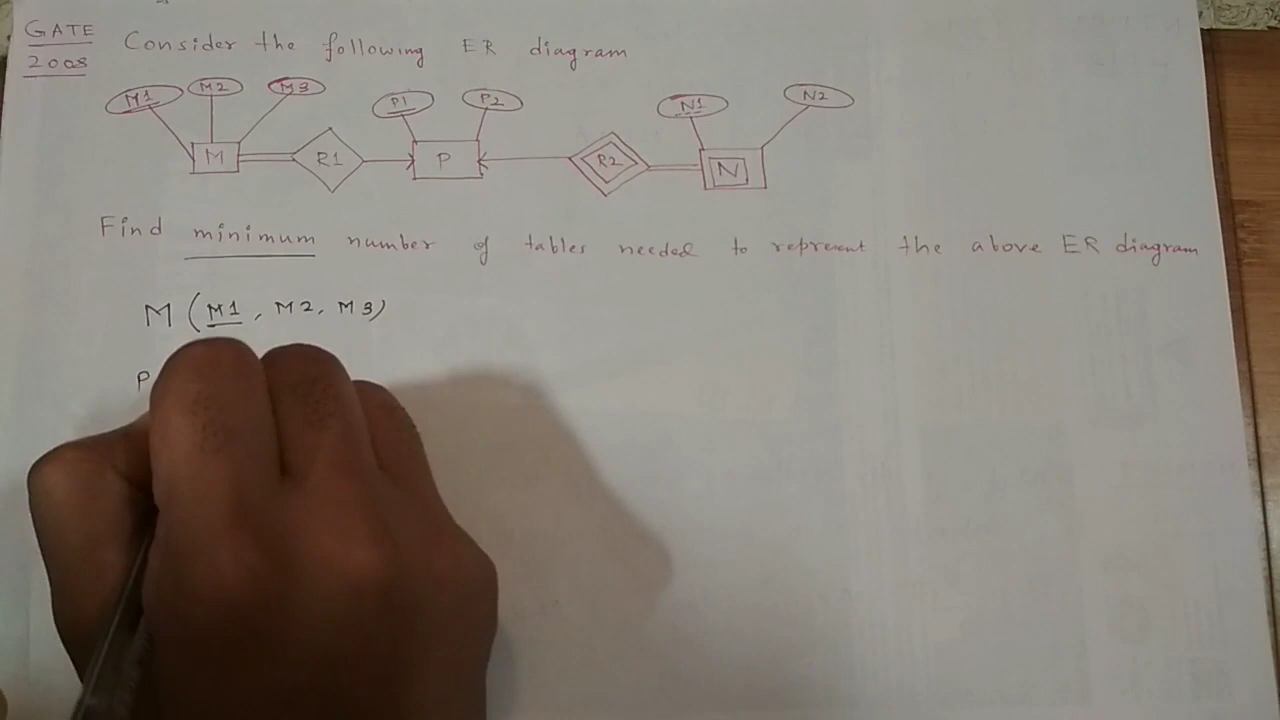 GATE
2008
Consider the following ER diagram
M1 M2 M3 P1 P2 N1 N2
M R1 P R2 N
Find minimum number of tables needed to represent the above ER diagram
M (M1, M2, M3)
P